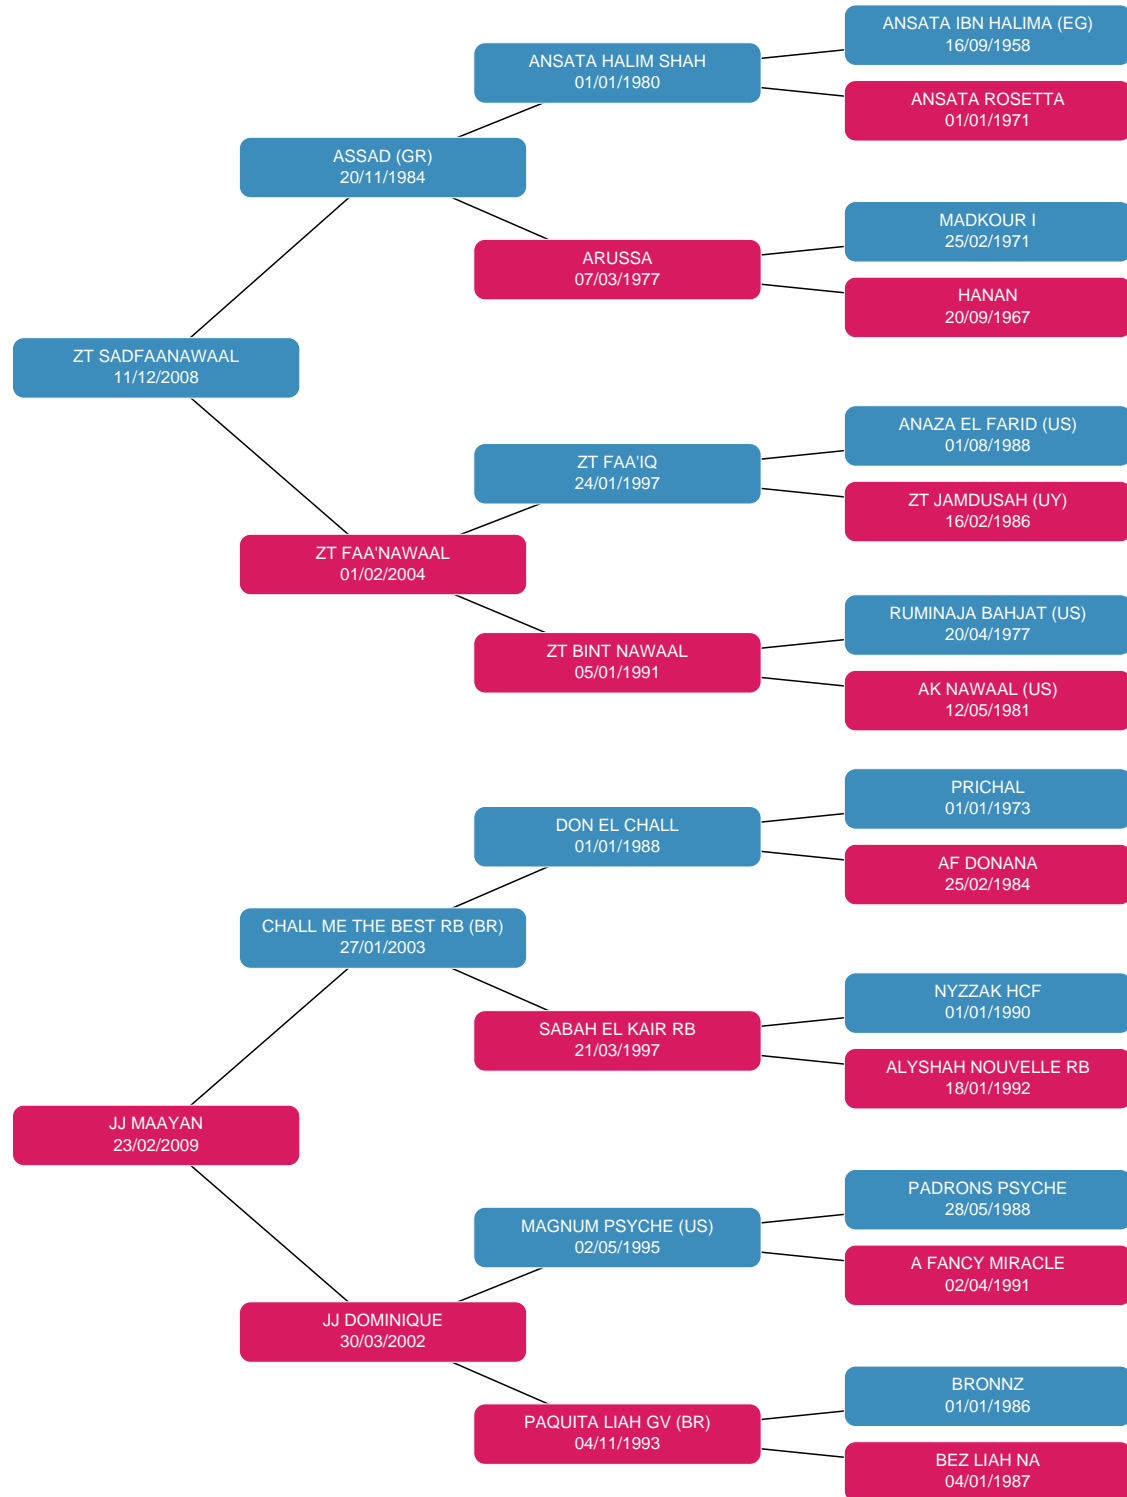 ANSATA IBN HALIMA (EG)
16/09/1958
ANSATA HALIM SHAH
01/01/1980
ANSATA ROSETTA
01/01/1971
ASSAD (GR)
20/11/1984
MADKOUR I
25/02/1971
ARUSSA
07/03/1977
HANAN
20/09/1967
ZT SADFAANAWAAL
11/12/2008
ANAZA EL FARID (US)
01/08/1988
ZT FAA'IQ
24/01/1997
ZT JAMDUSAH (UY)
16/02/1986
ZT FAA'NAWAAL
01/02/2004
RUMINAJA BAHJAT (US)
20/04/1977
ZT BINT NAWAAL
05/01/1991
AK NAWAAL (US)
12/05/1981
PRICHAL
01/01/1973
DON EL CHALL
01/01/1988
AF DONANA
25/02/1984
CHALL ME THE BEST RB (BR)
27/01/2003
NYZZAK HCF
01/01/1990
SABAH EL KAIR RB
21/03/1997
ALYSHAH NOUVELLE RB
18/01/1992
JJ MAAYAN
23/02/2009
PADRONS PSYCHE
28/05/1988
MAGNUM PSYCHE (US)
02/05/1995
A FANCY MIRACLE
02/04/1991
JJ DOMINIQUE
30/03/2002
BRONNZ
01/01/1986
PAQUITA LIAH GV (BR)
04/11/1993
BEZ LIAH NA
04/01/1987